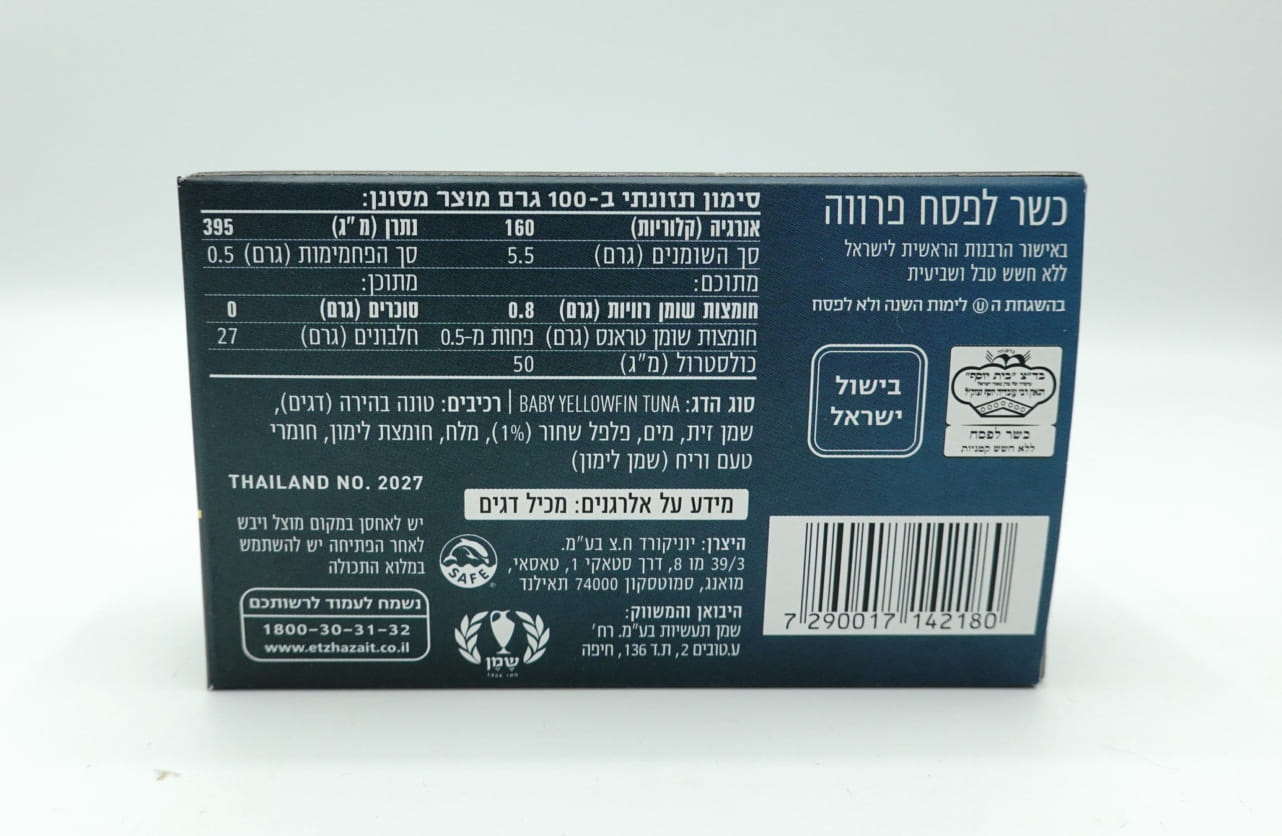 כשר לפסח פרווה
באישור הרבנות הראשית לישראל
ללא חשש טבל ושביעית
בהשגחת ה Ⓤ לימות השנה ולא לפסח
בד"צ "בית יוסף"
כשר לפסח
ללא חשש קטניות
בישול
ישראל
7 290017 142180
סימון תזונתי ב-100 גרם מוצר מסונן:
אנרגיה (קלוריות) 160 נתרן (מ"ג) 395
סך השומנים (גרם) 5.5 סך הפחמימות (גרם) 0.5
מתוכם: מתוכן:
חומצות שומן רוויות (גרם) 0.8 סוכרים (גרם) 0
חומצות שומן טראנס (גרם) פחות מ-0.5 חלבונים (גרם) 27
כולסטרול (מ"ג) 50
סוג הדג: BABY YELLOWFIN TUNA | רכיבים: טונה בהירה (דגים),
שמן זית, מים, פלפל שחור (1%), מלח, חומצת לימון, חומרי
טעם וריח (שמן לימון)
מידע על אלרגנים: מכיל דגים
היצרן: יוניקורד ח.צ בע"מ.
39/3 מו 8, דרך סטאקי 1, טאסאי,
מואנג, סמוטסקון 74000 תאילנד
היבואן והמשווק:
שמן תעשיות בע"מ. רח'
ע.טובים 2, ת.ד 136, חיפה
THAILAND NO. 2027
יש לאחסן במקום מוצל ויבש
לאחר הפתיחה יש להשתמש
במלוא התכולה
SAFE
נשמח לעמוד לרשותכם
1800-30-31-32
www.etzhazait.co.il
שֶמֶן